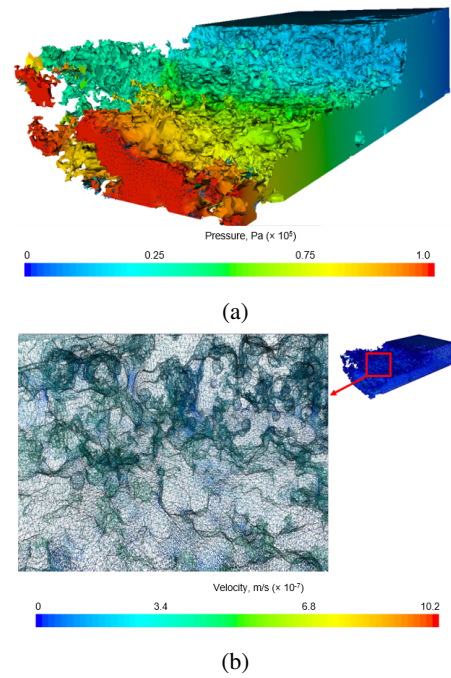 Pressure, Pa (× 10⁶)
0 0.25 0.75 1.0
(a)
Velocity, m/s (× 10⁻⁷)
0 3.4 6.8 10.2
(b)